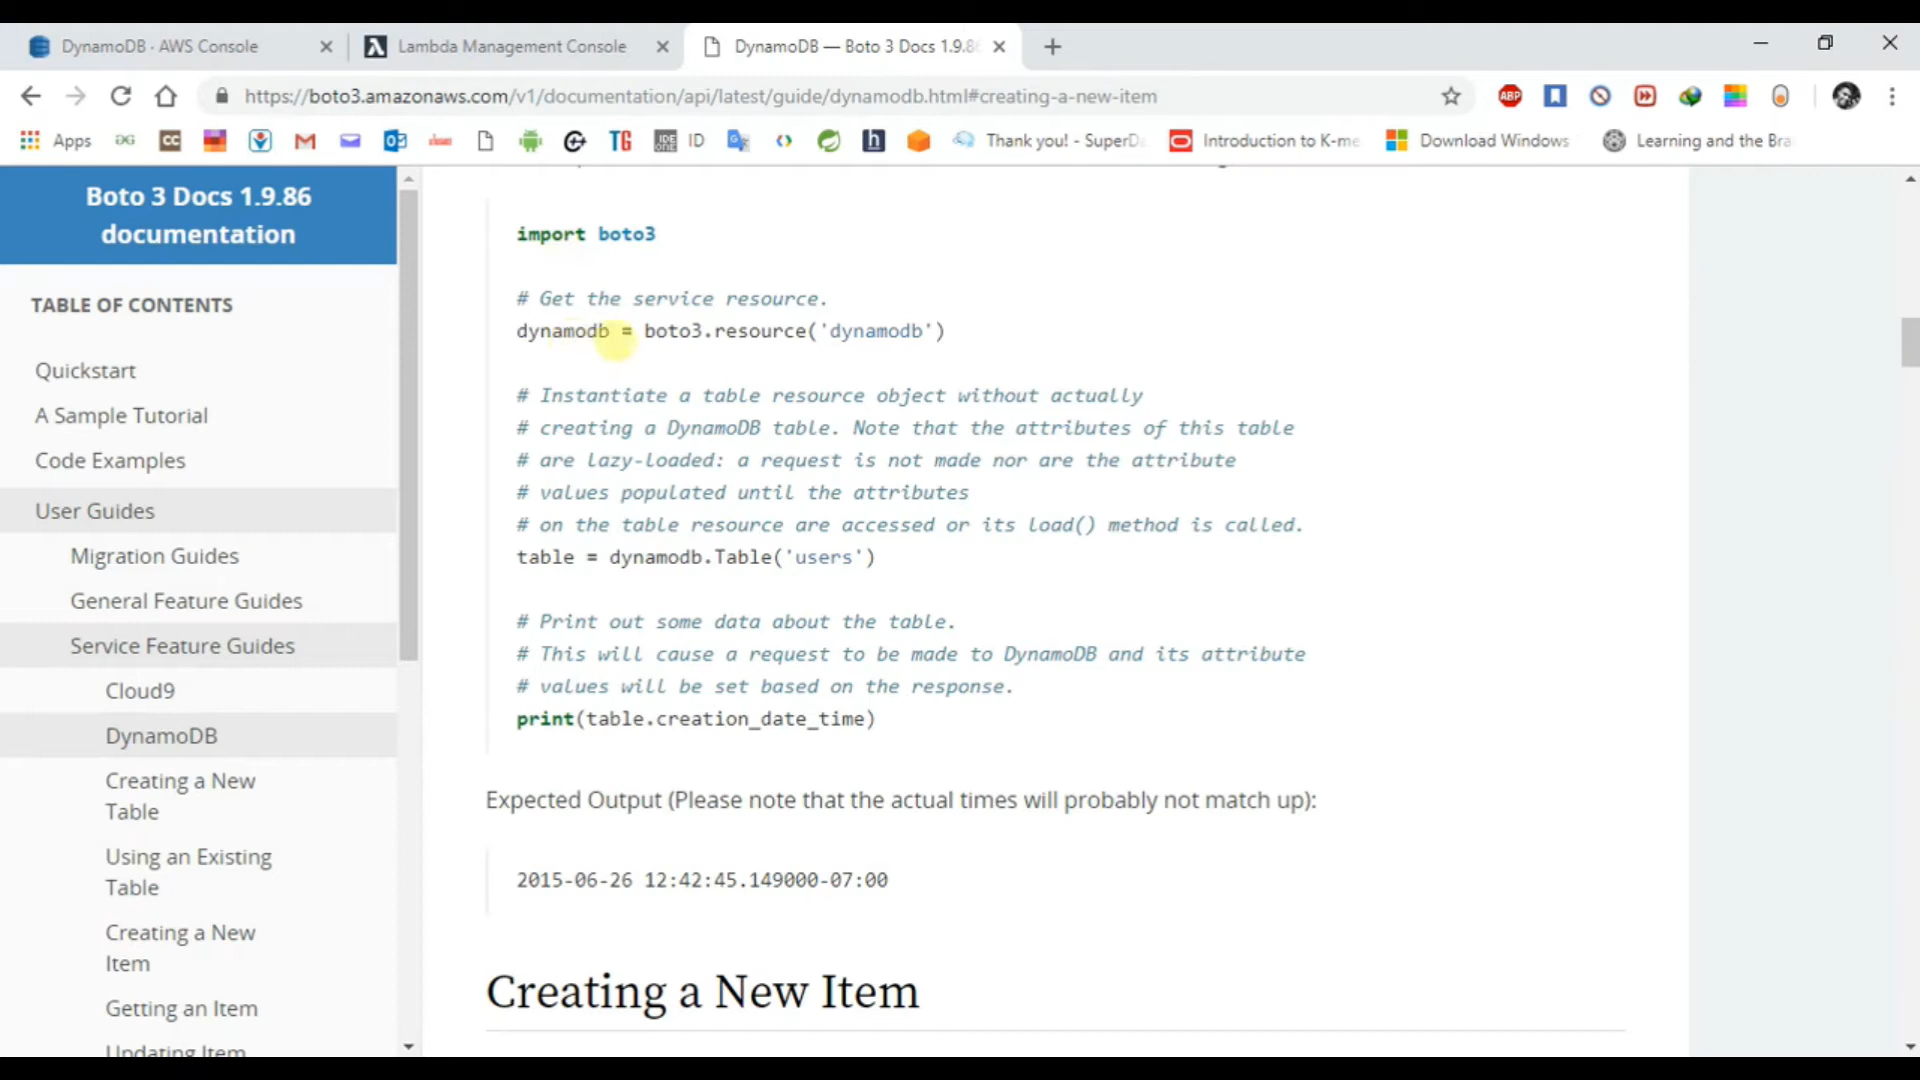 DynamoDB - AWS Console
Lambda Management Console
DynamoDB — Boto 3 Docs 1.9.86
https://boto3.amazonaws.com/v1/documentation/api/latest/guide/dynamodb.html#creating-a-new-item
ABP
Apps
CC
TG
IDE ONE
ID
h
Thank you! - SuperDa
Introduction to K-me
Download Windows
Learning and the Bra
Boto 3 Docs 1.9.86
documentation
TABLE OF CONTENTS
Quickstart
A Sample Tutorial
Code Examples
User Guides
Migration Guides
General Feature Guides
Service Feature Guides
Cloud9
DynamoDB
Creating a New
Table
Using an Existing
Table
Creating a New
Item
Getting an Item
Updating Item
import boto3
# Get the service resource.
dynamodb = boto3.resource('dynamodb')
# Instantiate a table resource object without actually
# creating a DynamoDB table. Note that the attributes of this table
# are lazy-loaded: a request is not made nor are the attribute
# values populated until the attributes
# on the table resource are accessed or its load() method is called.
table = dynamodb.Table('users')
# Print out some data about the table.
# This will cause a request to be made to DynamoDB and its attribute
# values will be set based on the response.
print(table.creation_date_time)
Expected Output (Please note that the actual times will probably not match up):
2015-06-26 12:42:45.149000-07:00
Creating a New Item